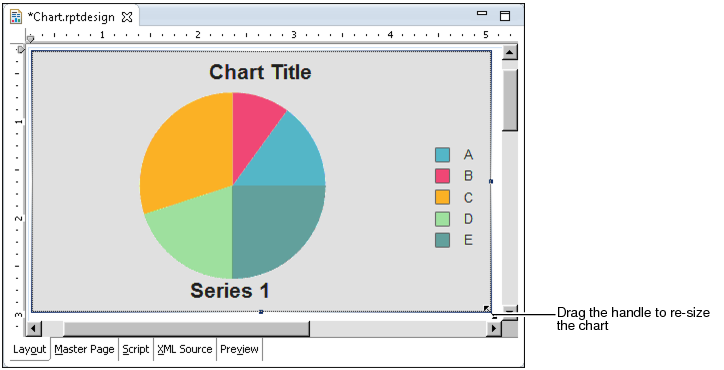 *Chart.rptdesign
1 2 3 4 5
1
2
3
Chart Title
A
B
C
D
E
Series 1
Drag the handle to re-size
the chart
Layout Master Page Script XML Source Preview